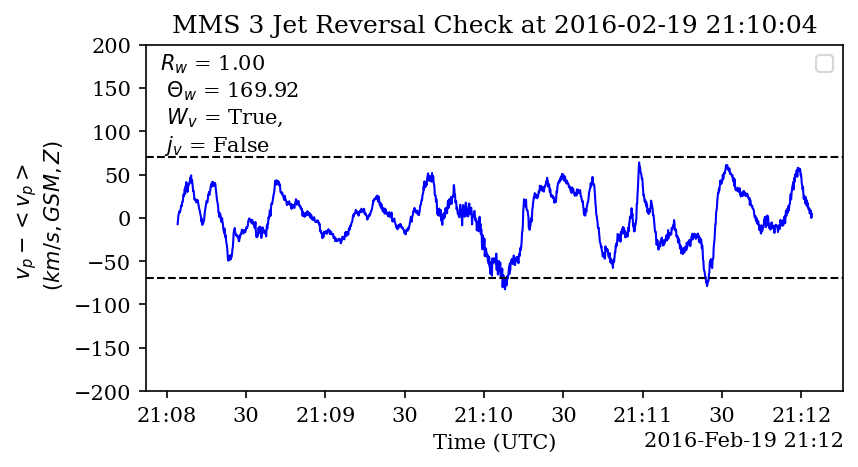 MMS 3 Jet Reversal Check at 2016-02-19 21:10:04
R_w = 1.00
Θ_w = 169.92
W_v = True,
j_v = False
v_p − < v_p >
(km/s, GSM, Z)
200
150
100
50
0
−50
−100
−150
−200
21:08 30 21:09 30 21:10 30 21:11 30 21:12
Time (UTC)
2016-Feb-19 21:12